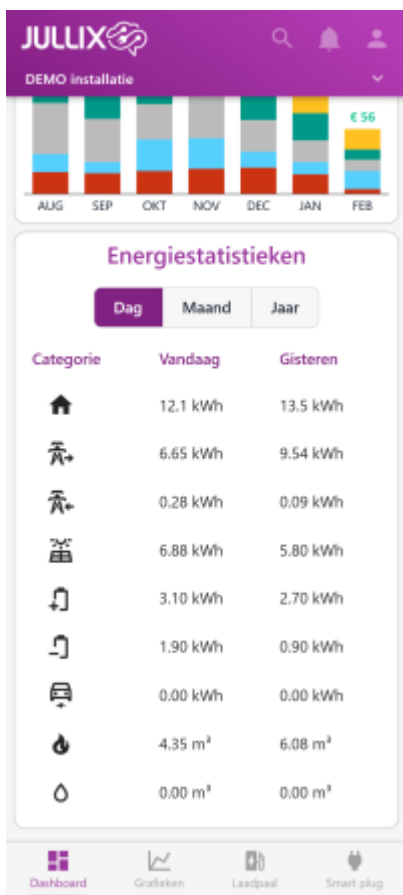 JULLIX
DEMO installatie
€ 56
AUG SEP OKT NOV DEC JAN FEB
Energiestatistieken
Dag Maand Jaar
Categorie Vandaag Gisteren
12.1 kWh 13.5 kWh
6.65 kWh 9.54 kWh
0.28 kWh 0.09 kWh
6.88 kWh 5.80 kWh
3.10 kWh 2.70 kWh
1.90 kWh 0.90 kWh
0.00 kWh 0.00 kWh
4.35 m³ 6.08 m³
0.00 m³ 0.00 m³
Dashboard Grafieken Laadpaal Smart plug